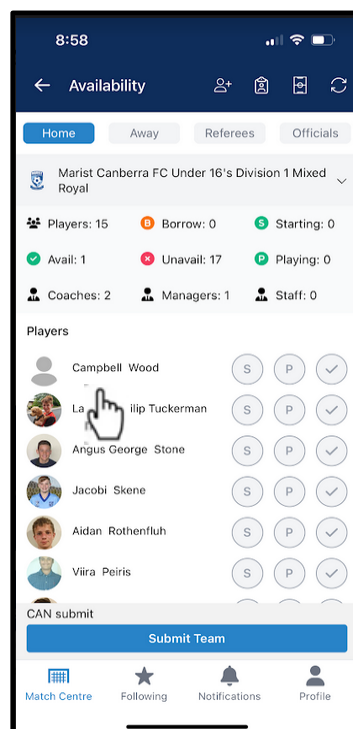 8:58
Availability
Home Away Referees Officials
Marist Canberra FC Under 16's Division 1 Mixed
Royal
Players: 15 B Borrow: 0 S Starting: 0
Avail: 1 Unavail: 17 P Playing: 0
Coaches: 2 Managers: 1 Staff: 0
Players
Campbell Wood S P
ilip Tuckerman S P
Angus George Stone S P
Jacobi Skene S P
Aidan Rothenfluh S P
Viira Peiris S P
CAN submit
Submit Team
Match Centre Following Notifications Profile